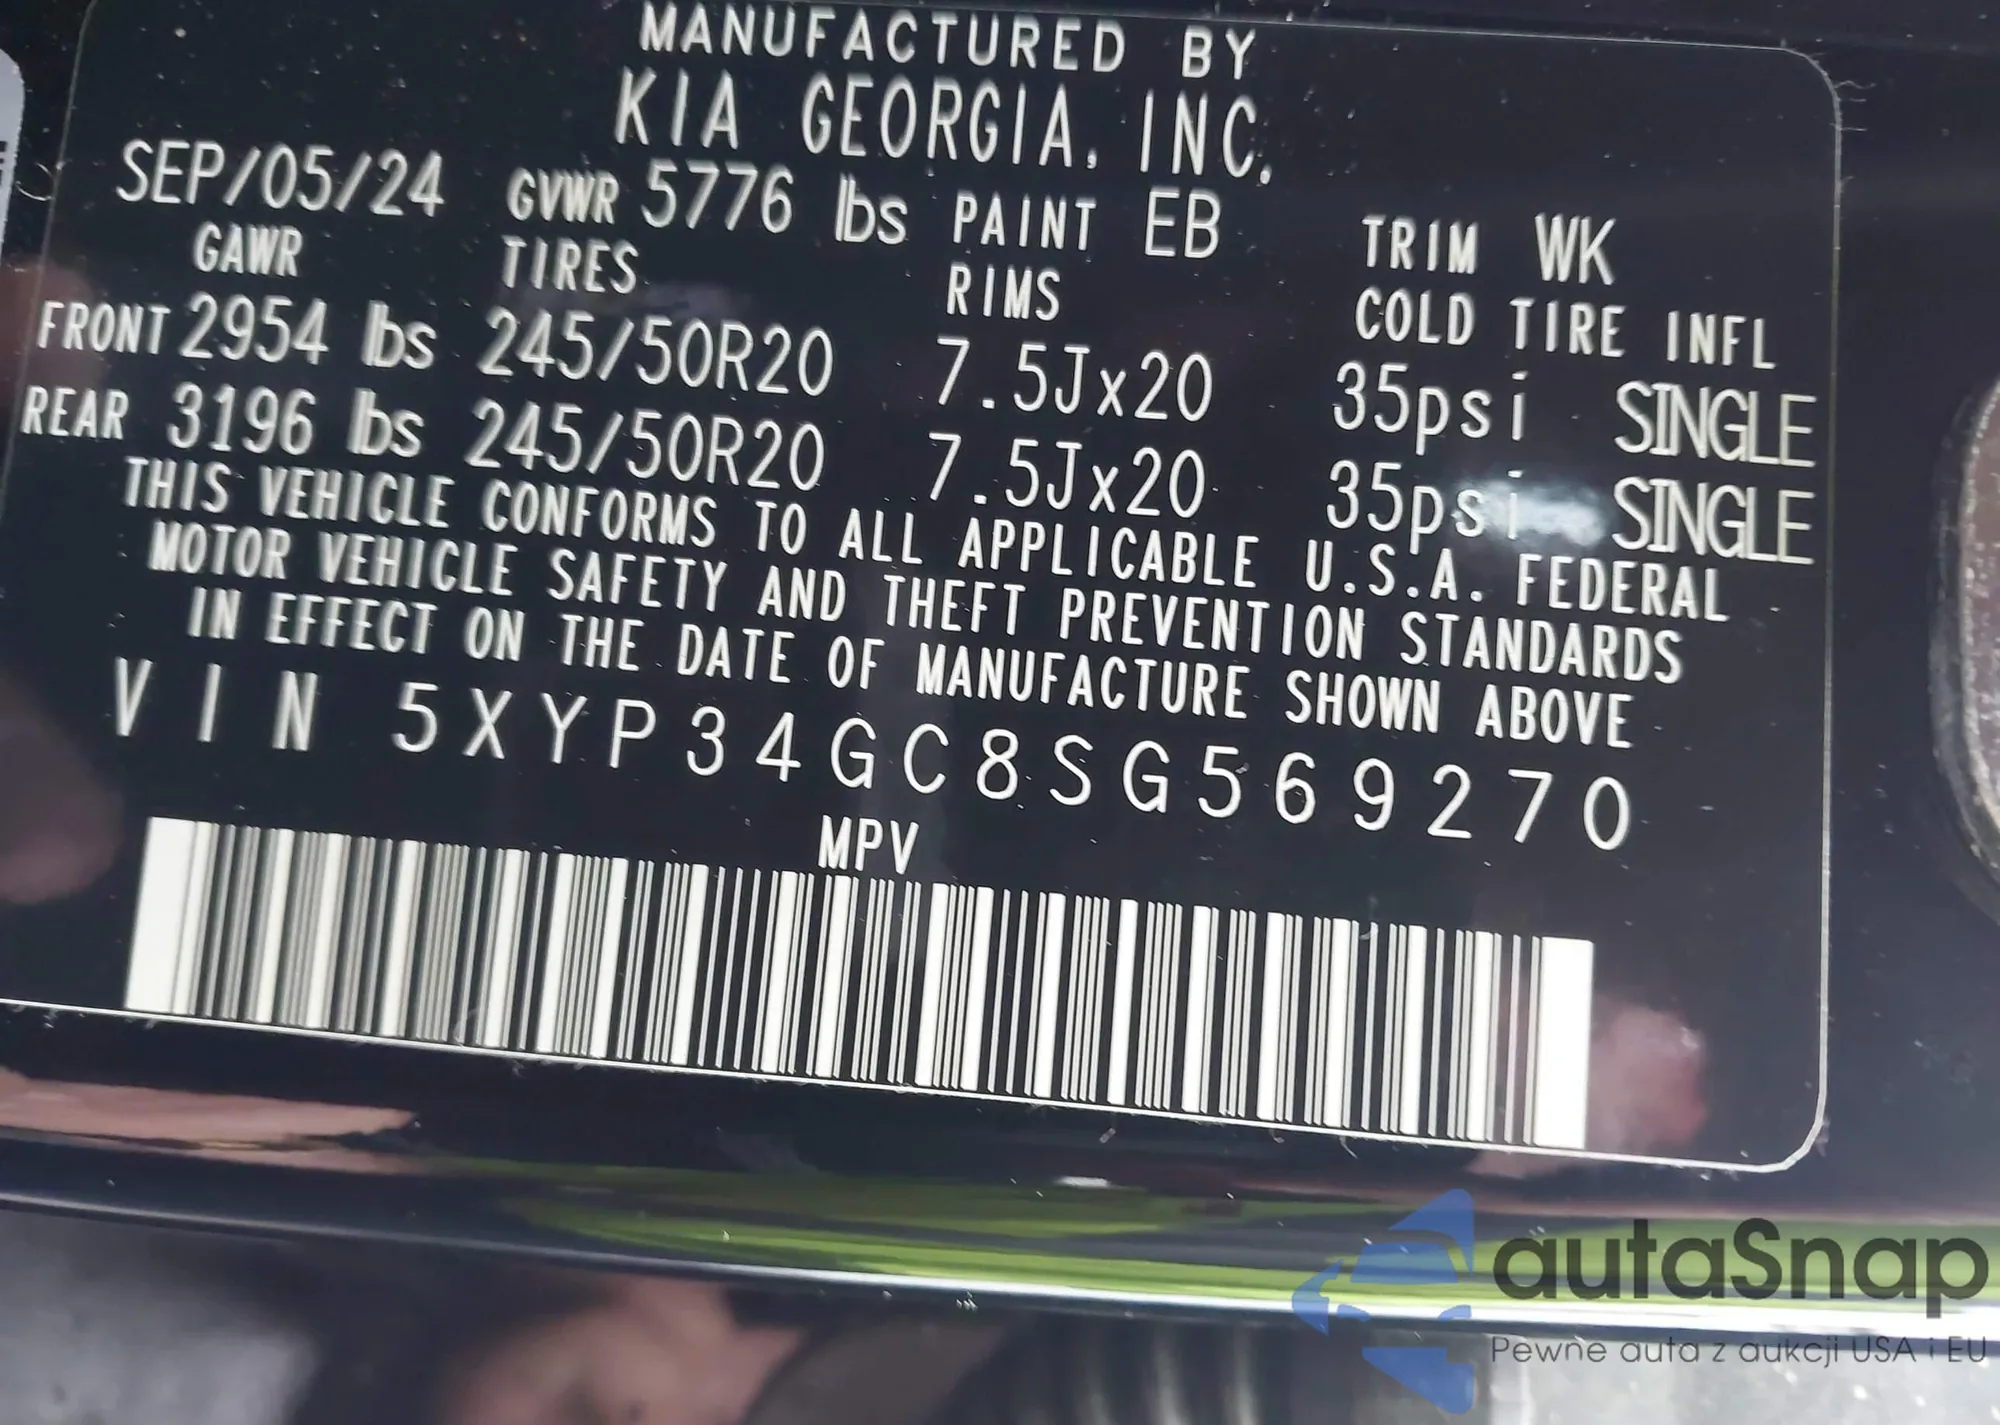 MANUFACTURED BY
KIA GEORGIA, INC.
SEP/05/24 GVWR 5776 lbs PAINT EB TRIM WK
GAWR TIRES RIMS COLD TIRE INFL
FRONT 2954 lbs 245/50R20 7.5Jx20 35psi SINGLE
REAR 3196 lbs 245/50R20 7.5Jx20 35psi SINGLE
THIS VEHICLE CONFORMS TO ALL APPLICABLE U.S.A. FEDERAL
MOTOR VEHICLE SAFETY AND THEFT PREVENTION STANDARDS
IN EFFECT ON THE DATE OF MANUFACTURE SHOWN ABOVE
VIN 5XYP34GC8SG569270
MPV
autaSnap
Pewne auta z aukcji USA i EU